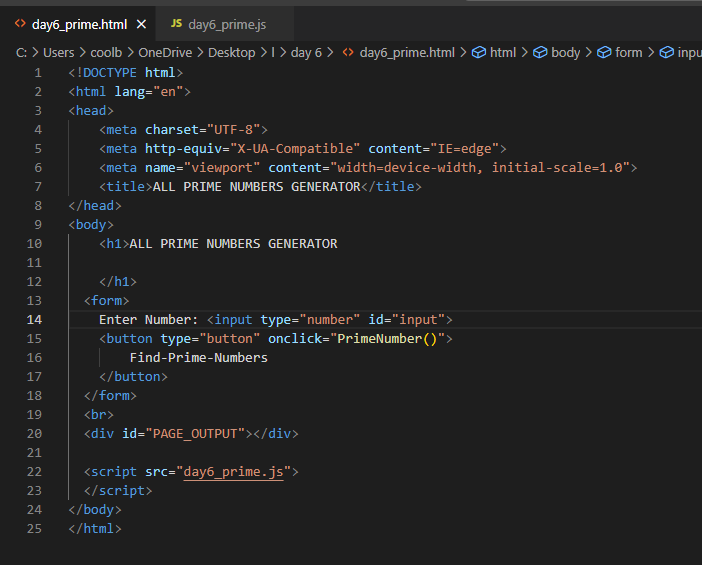 <> day6_prime.html × JS day6_prime.js
C: > Users > coolb > OneDrive > Desktop > l > day 6 > <> day6_prime.html > html > body > form > inpu
1 <!DOCTYPE html>
2 <html lang="en">
3 <head>
4     <meta charset="UTF-8">
5     <meta http-equiv="X-UA-Compatible" content="IE=edge">
6     <meta name="viewport" content="width=device-width, initial-scale=1.0">
7     <title>ALL PRIME NUMBERS GENERATOR</title>
8 </head>
9 <body>
10     <h1>ALL PRIME NUMBERS GENERATOR
11
12     </h1>
13   <form>
14     Enter Number: <input type="number" id="input">
15     <button type="button" onclick="PrimeNumber()">
16         Find-Prime-Numbers
17     </button>
18   </form>
19   <br>
20   <div id="PAGE_OUTPUT"></div>
21
22   <script src="day6_prime.js">
23   </script>
24 </body>
25 </html>